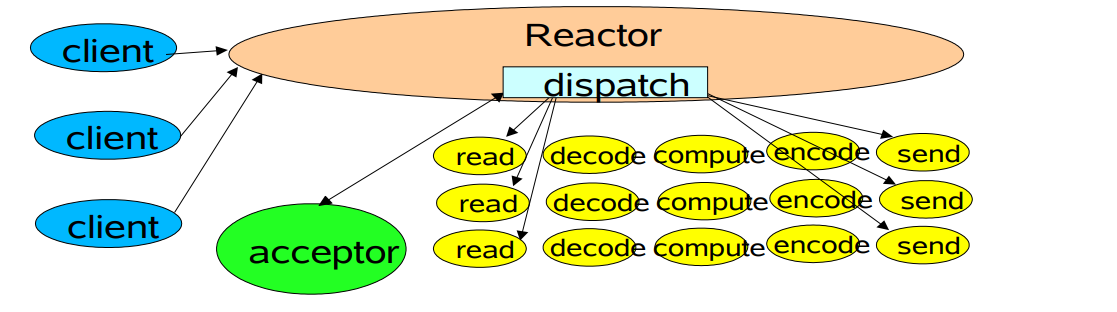 Reactor
client
dispatch
client
read decode compute encode send
read decode compute encode send
client
acceptor
read decode compute encode send